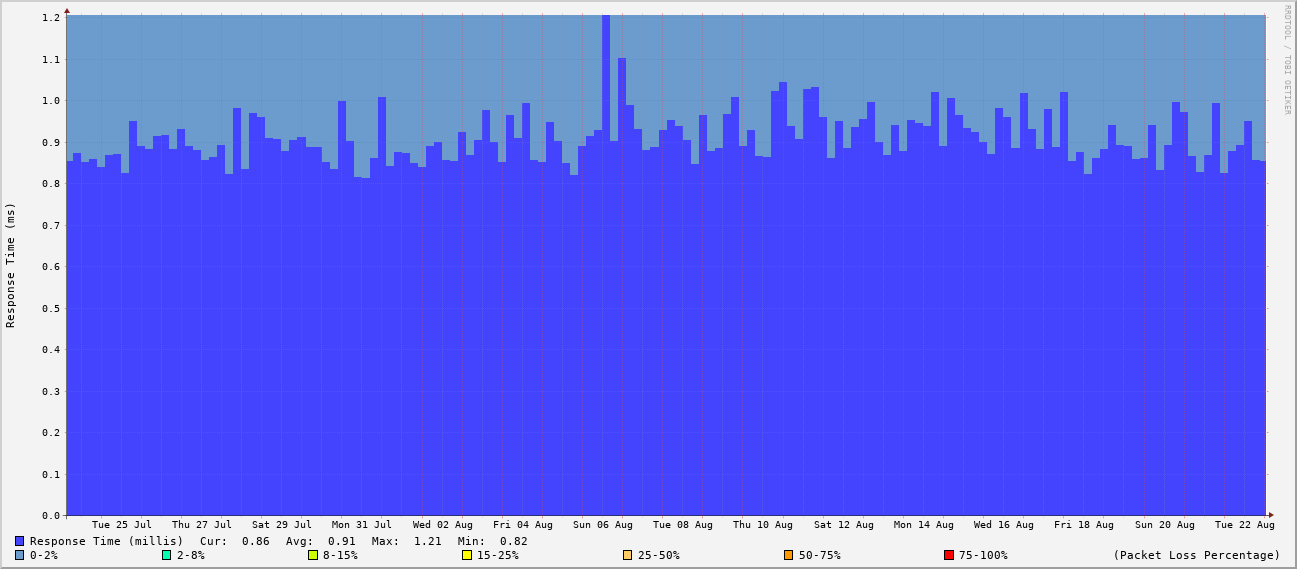 1.2
1.1
1.0
0.9
0.8
0.7
0.6
0.5
0.4
0.3
0.2
0.1
0.0
Response Time (ms)
RRDTOOL / TOBI OETIKER
Tue 25 Jul Thu 27 Jul Sat 29 Jul Mon 31 Jul Wed 02 Aug Fri 04 Aug Sun 06 Aug Tue 08 Aug Thu 10 Aug Sat 12 Aug Mon 14 Aug Wed 16 Aug Fri 18 Aug Sun 20 Aug Tue 22 Aug
Response Time (millis) Cur: 0.86 Avg: 0.91 Max: 1.21 Min: 0.82
0-2% 2-8% 8-15% 15-25% 25-50% 50-75% 75-100% (Packet Loss Percentage)